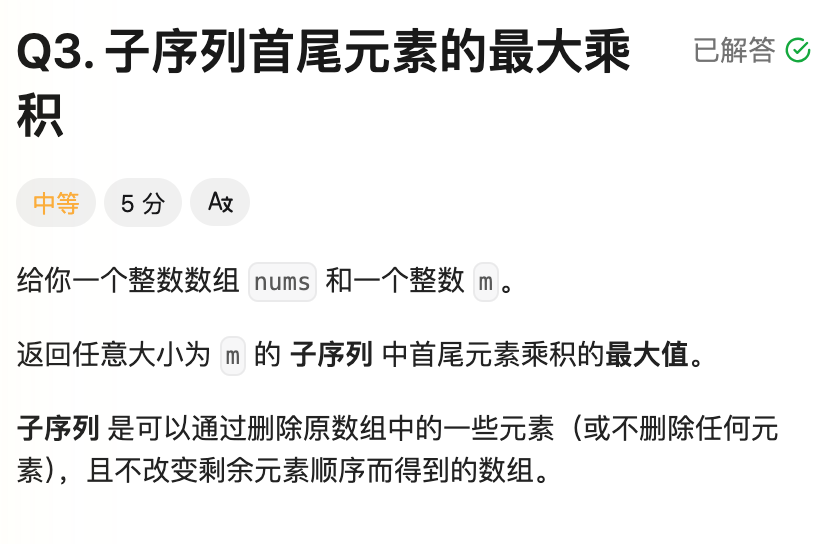 Q3. 子序列首尾元素的最大乘
积
已解答
中等
5 分
给你一个整数数组 nums 和一个整数 m 。
返回任意大小为 m 的 子序列 中首尾元素乘积的最大值。
子序列 是可以通过删除原数组中的一些元素（或不删除任何元
素），且不改变剩余元素顺序而得到的数组。